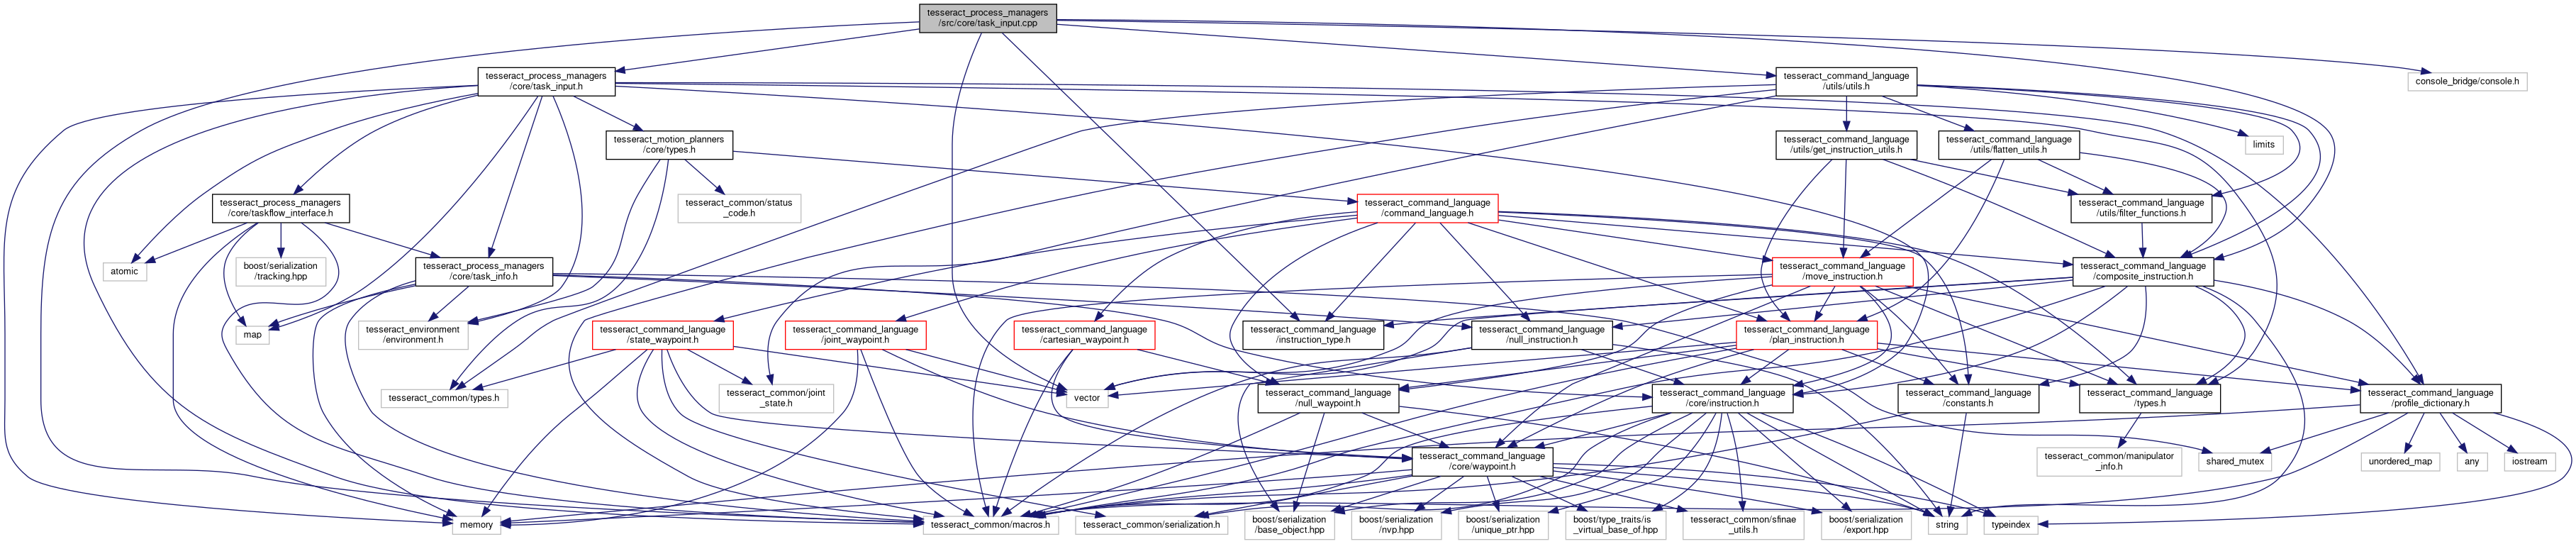 tesseract_process_managers
/src/core/task_input.cpp
tesseract_process_managers
/core/task_input.h
tesseract_command_language
/utils/utils.h
console_bridge/console.h
tesseract_motion_planners
/core/types.h
tesseract_command_language
/utils/get_instruction_utils.h
tesseract_command_language
/utils/flatten_utils.h
limits
tesseract_process_managers
/core/taskflow_interface.h
tesseract_common/status
_code.h
tesseract_command_language
/command_language.h
tesseract_command_language
/utils/filter_functions.h
atomic
boost/serialization
/tracking.hpp
tesseract_process_managers
/core/task_info.h
tesseract_command_language
/move_instruction.h
tesseract_command_language
/composite_instruction.h
map
tesseract_environment
/environment.h
tesseract_command_language
/state_waypoint.h
tesseract_command_language
/joint_waypoint.h
tesseract_command_language
/cartesian_waypoint.h
tesseract_command_language
/instruction_type.h
tesseract_command_language
/null_instruction.h
tesseract_command_language
/plan_instruction.h
tesseract_common/types.h
tesseract_common/joint
_state.h
vector
tesseract_command_language
/null_waypoint.h
tesseract_command_language
/core/instruction.h
tesseract_command_language
/constants.h
tesseract_command_language
/types.h
tesseract_command_language
/profile_dictionary.h
tesseract_command_language
/core/waypoint.h
tesseract_common/manipulator
_info.h
shared_mutex
unordered_map
any
iostream
memory
tesseract_common/macros.h
tesseract_common/serialization.h
boost/serialization
/base_object.hpp
boost/serialization
/nvp.hpp
boost/serialization
/unique_ptr.hpp
boost/type_traits/is
_virtual_base_of.hpp
tesseract_common/sfinae
_utils.h
boost/serialization
/export.hpp
string
typeindex